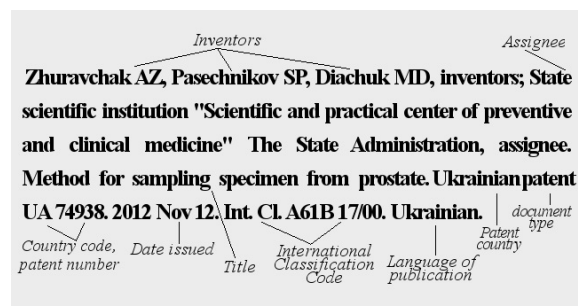 Inventors
Assignee
Zhuravchak AZ, Pasechnikov SP, Diachuk MD, inventors; State
scientific institution "Scientific and practical center of preventive
and clinical medicine" The State Administration, assignee.
Method for sampling specimen from prostate. Ukrainian patent
UA 74938. 2012 Nov 12. Int. Cl. A61B 17/00. Ukrainian.
Country code,
patent number
Date issued
Title
International
Classification
Code
Language of
publication
Patent
country
document
type